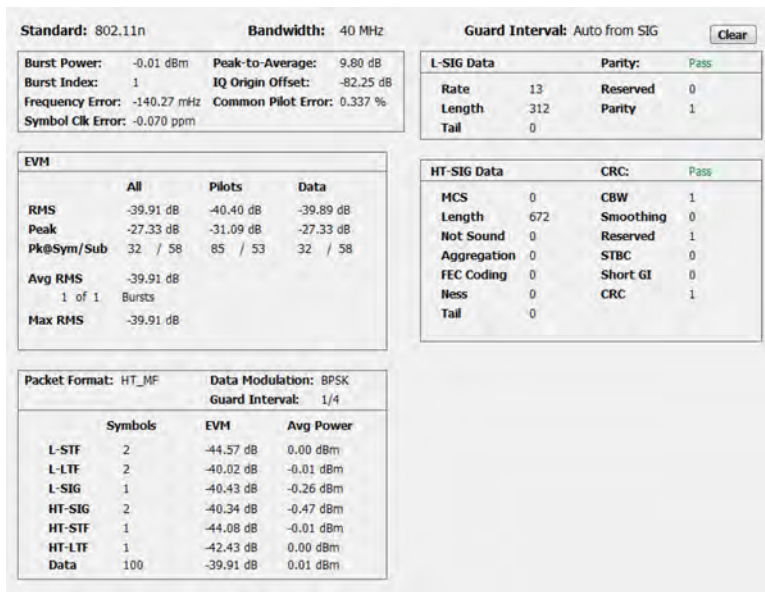 Standard: 802.11n Bandwidth: 40 MHz Guard Interval: Auto from SIG Clear
Burst Power: -0.01 dBm Peak-to-Average: 9.80 dB
Burst Index: 1 IQ Origin Offset: -82.25 dB
Frequency Error: -140.27 mHz Common Pilot Error: 0.337 %
Symbol Clk Error: -0.070 ppm
L-SIG Data Parity: Pass
Rate 13 Reserved 0
Length 312 Parity 1
Tail 0
EVM
All Pilots Data
RMS -39.91 dB -40.40 dB -39.89 dB
Peak -27.33 dB -31.09 dB -27.33 dB
Pk@Sym/Sub 32 / 58 85 / 53 32 / 58
Avg RMS -39.91 dB
1 of 1 Bursts
Max RMS -39.91 dB
HT-SIG Data CRC: Pass
MCS 0 CBW 1
Length 672 Smoothing 0
Not Sound 0 Reserved 1
Aggregation 0 STBC 0
FEC Coding 0 Short GI 0
Ness 0 CRC 1
Tail 0
Packet Format: HT_MF Data Modulation: BPSK
Guard Interval: 1/4
Symbols EVM Avg Power
L-STF 2 -44.57 dB 0.00 dBm
L-LTF 2 -40.02 dB -0.01 dBm
L-SIG 1 -40.43 dB -0.26 dBm
HT-SIG 2 -40.34 dB -0.47 dBm
HT-STF 1 -44.08 dB -0.01 dBm
HT-LTF 1 -42.43 dB 0.00 dBm
Data 100 -39.91 dB 0.01 dBm